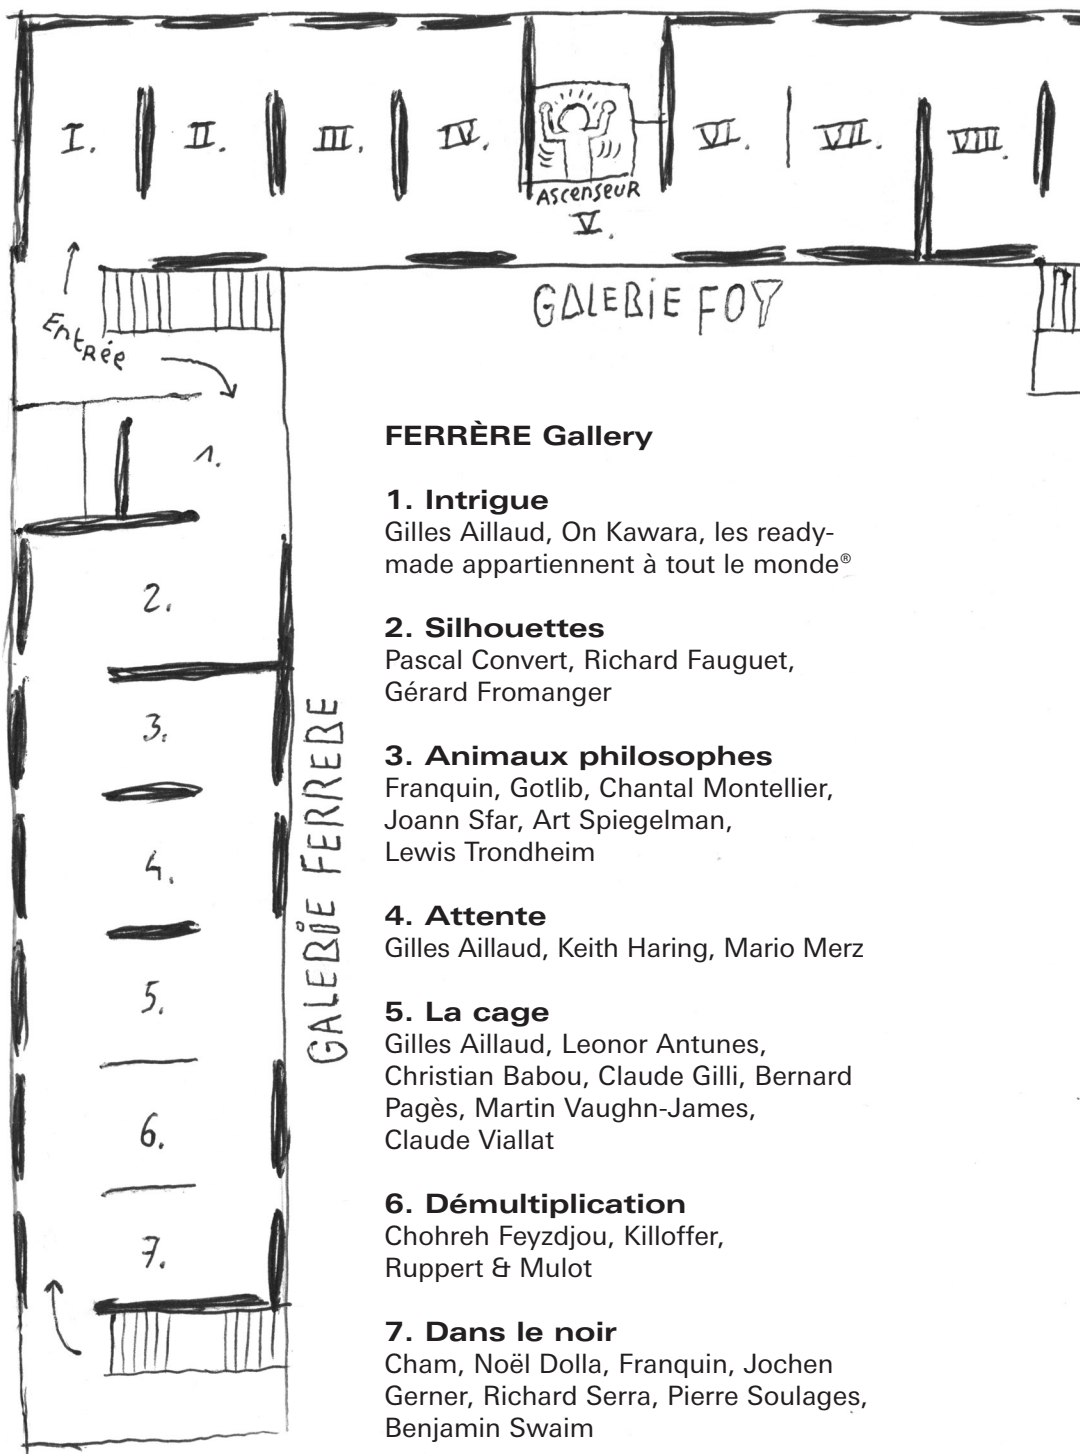 I.
II.
III.
IV.
Ascenseur
V.
VI.
VII.
VIII.
GALERIE FOY
Entrée
1.
2.
3.
4.
5.
6.
7.
GALERIE FERRERE
FERRÈRE Gallery
1. Intrigue
Gilles Aillaud, On Kawara, les ready-
made appartiennent à tout le monde®
2. Silhouettes
Pascal Convert, Richard Fauguet,
Gérard Fromanger
3. Animaux philosophes
Franquin, Gotlib, Chantal Montellier,
Joann Sfar, Art Spiegelman,
Lewis Trondheim
4. Attente
Gilles Aillaud, Keith Haring, Mario Merz
5. La cage
Gilles Aillaud, Leonor Antunes,
Christian Babou, Claude Gilli, Bernard
Pagès, Martin Vaughn-James,
Claude Viallat
6. Démultiplication
Chohreh Feyzdjou, Killoffer,
Ruppert & Mulot
7. Dans le noir
Cham, Noël Dolla, Franquin, Jochen
Gerner, Richard Serra, Pierre Soulages,
Benjamin Swaim